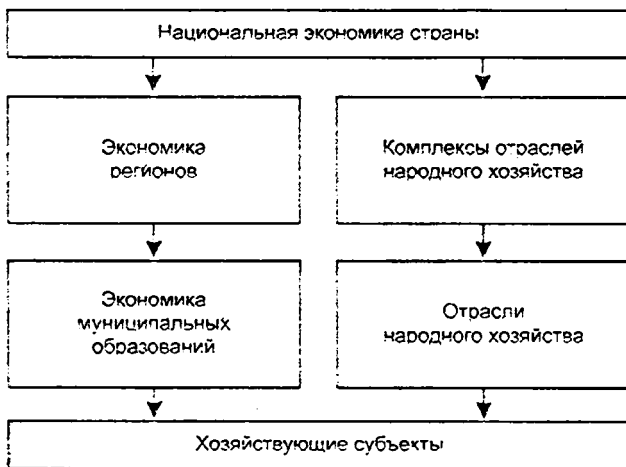 Национальная экономика страны
Экономика
регионов
Комплексы отраслей
народного хозяйства
Экономика
муниципальных
образований
Отрасли
народного хозяйства
Хозяйствующие субъекты